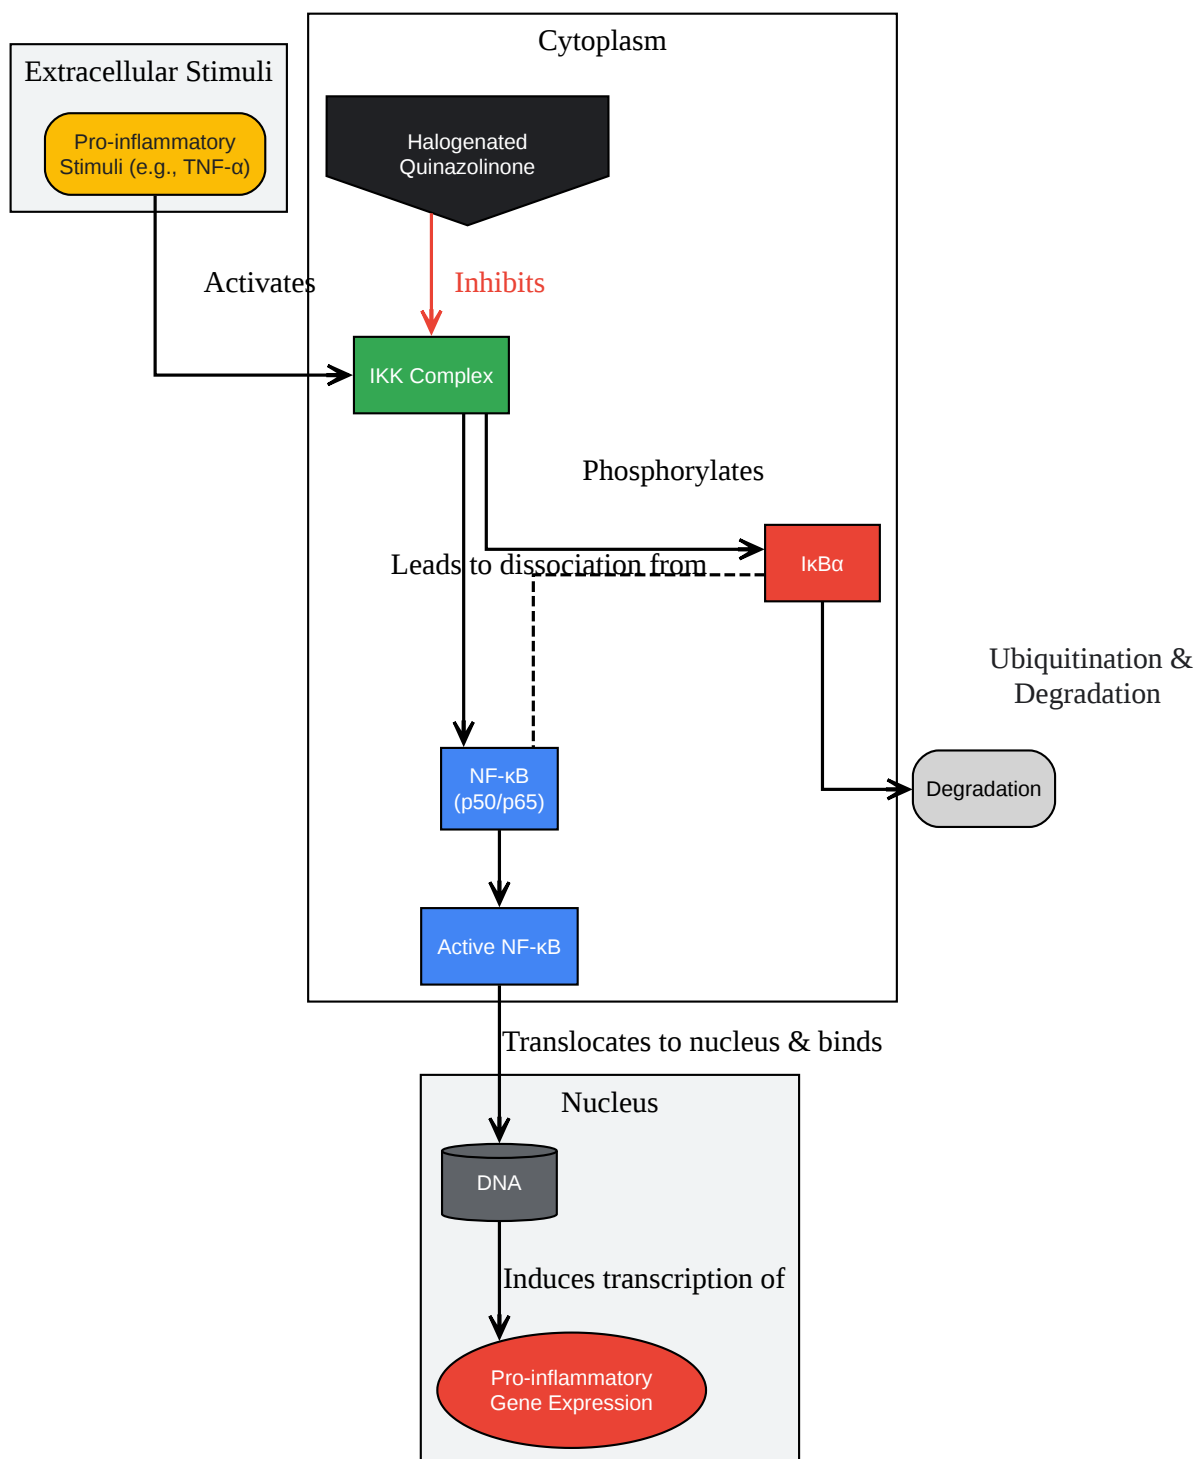 Cytoplasm
Extracellular Stimuli
Pro-inflammatory
Stimuli (e.g., TNF-α)
Halogenated
Quinazolinone
Activates
Inhibits
IKK Complex
Phosphorylates
Leads to dissociation from
IκBα
Ubiquitination &
Degradation
NF-κB
(p50/p65)
Degradation
Active NF-κB
Translocates to nucleus & binds
Nucleus
DNA
Induces transcription of
Pro-inflammatory
Gene Expression